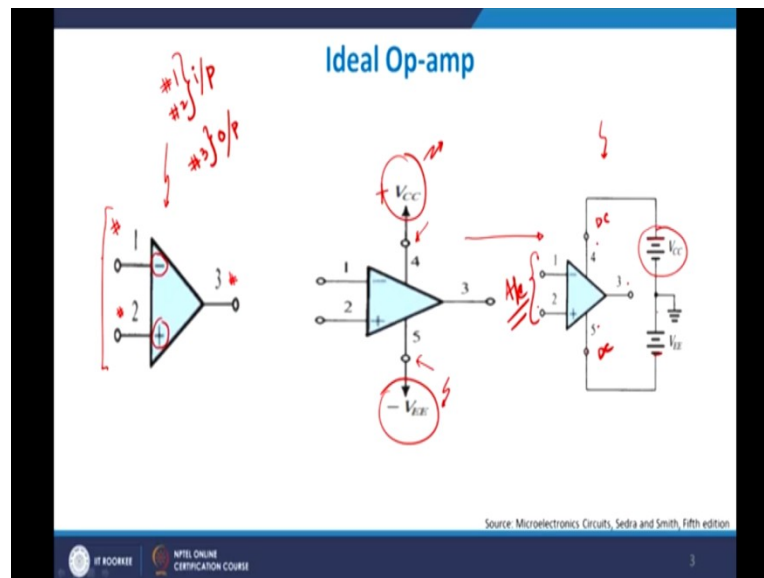 Ideal Op-amp
#1 } i/p
#2
#3 } o/p
# 1
# 2
3 *
−
+
+ VCC
4
1
2
3
−
+
5
− VEE
DC
4
VCC
A/c
1
2
3
−
+
5
DC
VEE
Source: Microelectronics Circuits, Sedra and Smith, Fifth edition
IIT ROORKEE
NPTEL ONLINE
CERTIFICATION COURSE
3